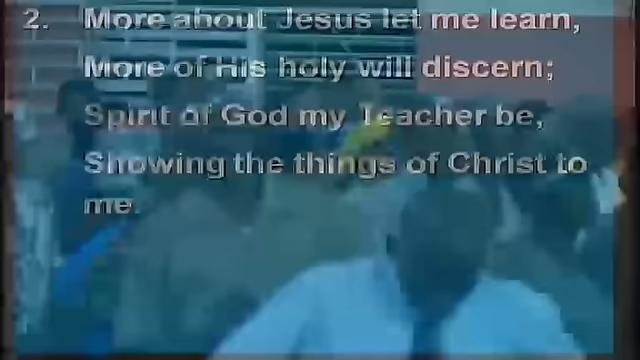 2. More about Jesus let me learn,
More of His holy will discern;
Spirit of God my Teacher be,
Showing the things of Christ to
me.